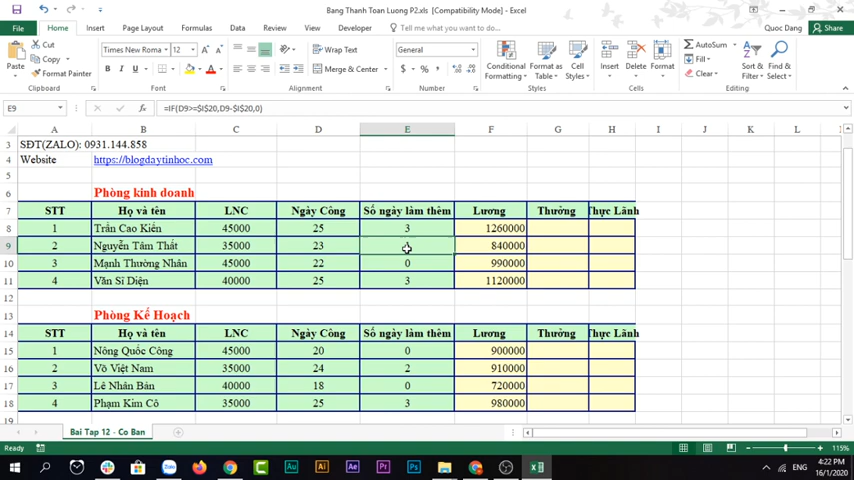 Bang Thanh Toan Luong P2.xls [Compatibility Mode] - Excel
Quoc Dang
Share
File Home Insert Page Layout Formulas Data Review View Developer Tell me what you want to do...
Cut
Copy
Format Painter
Paste
Clipboard
Times New Roma 12
B I U
Font
Wrap Text
Merge & Center
Alignment
General
$ % ,
Number
Conditional Formatting
Format as Table
Cell Styles
Styles
Insert Delete Format
Cells
AutoSum
Fill
Clear
Sort & Filter
Find & Select
Editing
E9 fx =IF(D9>=$I$20,D9-$I$20,0)
A B C D E F G H I J K L
3 SĐT(ZALO): 0931.144.858
4 Website https://blogdaytinhoc.com
5
6 Phòng kinh doanh
7 STT Họ và tên LNC Ngày Công Số ngày làm thêm Lương Thưởng Thực Lãnh
8 1 Trần Cao Kiến 45000 25 3 1260000
9 2 Nguyễn Tâm Thất 35000 23 840000
10 3 Mạnh Thường Nhân 45000 22 0 990000
11 4 Văn Sĩ Diện 40000 25 3 1120000
12
13 Phòng Kế Hoạch
14 STT Họ và tên LNC Ngày Công Số ngày làm thêm Lương Thưởng Thực Lãnh
15 1 Nông Quốc Công 45000 20 0 900000
16 2 Võ Việt Nam 35000 24 2 910000
17 3 Lê Nhân Bản 40000 18 0 720000
18 4 Phạm Kim Cô 35000 25 3 980000
19
Bai Tap 12 - Co Ban
Ready
115%
Zalo Au Ai Ae Pr Ps
ENG
4:22 PM
16/1/2020